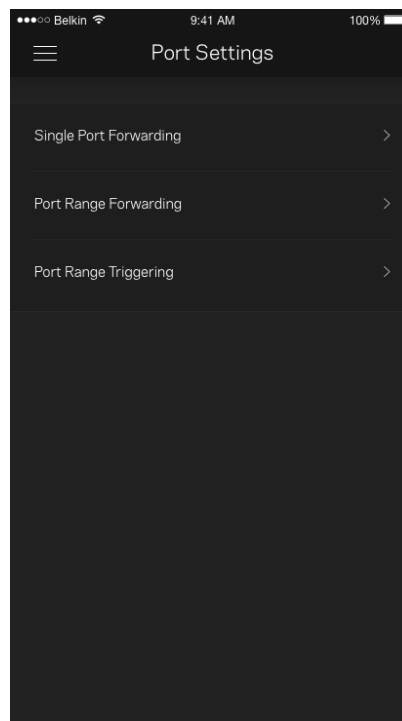 Belkin 9:41 AM 100%
Port Settings
Single Port Forwarding
Port Range Forwarding
Port Range Triggering